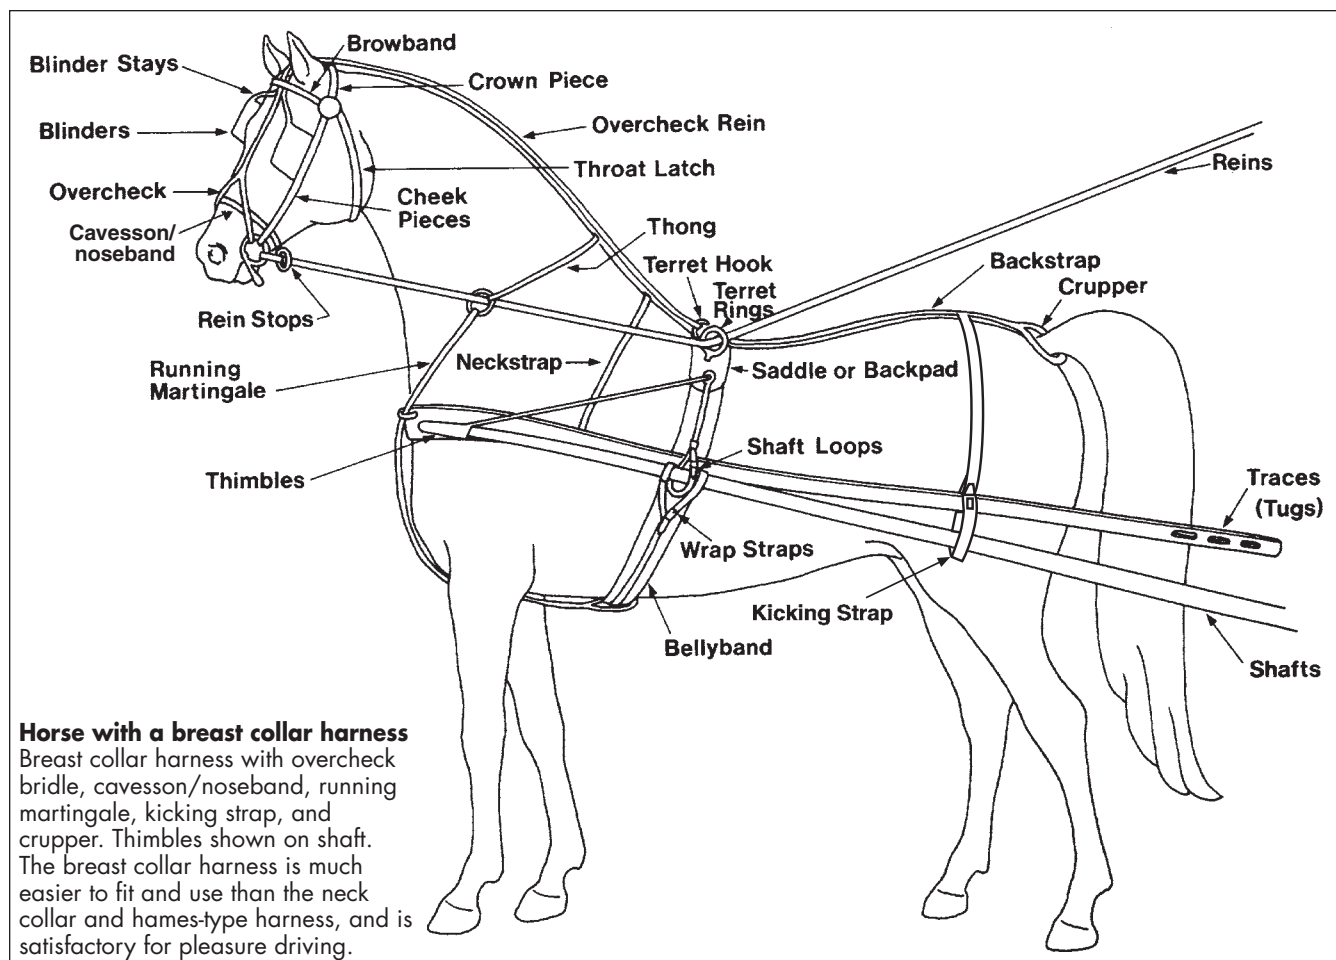 Browband
Blinder Stays
Crown Piece
Blinders
Overcheck Rein
Reins
Throat Latch
Overcheck
Cheek
Pieces
Cavesson/
noseband
Thong
Terret Hook
Terret
Rings
Backstrap
Crupper
Rein Stops
Running
Martingale
Neckstrap
Saddle or Backpad
Shaft Loops
Thimbles
Traces
(Tugs)
Wrap Straps
Kicking Strap
Bellyband
Shafts
Horse with a breast collar harness
Breast collar harness with overcheck
bridle, cavesson/noseband, running
martingale, kicking strap, and
crupper. Thimbles shown on shaft.
The breast collar harness is much
easier to fit and use than the neck
collar and hames-type harness, and is
satisfactory for pleasure driving.